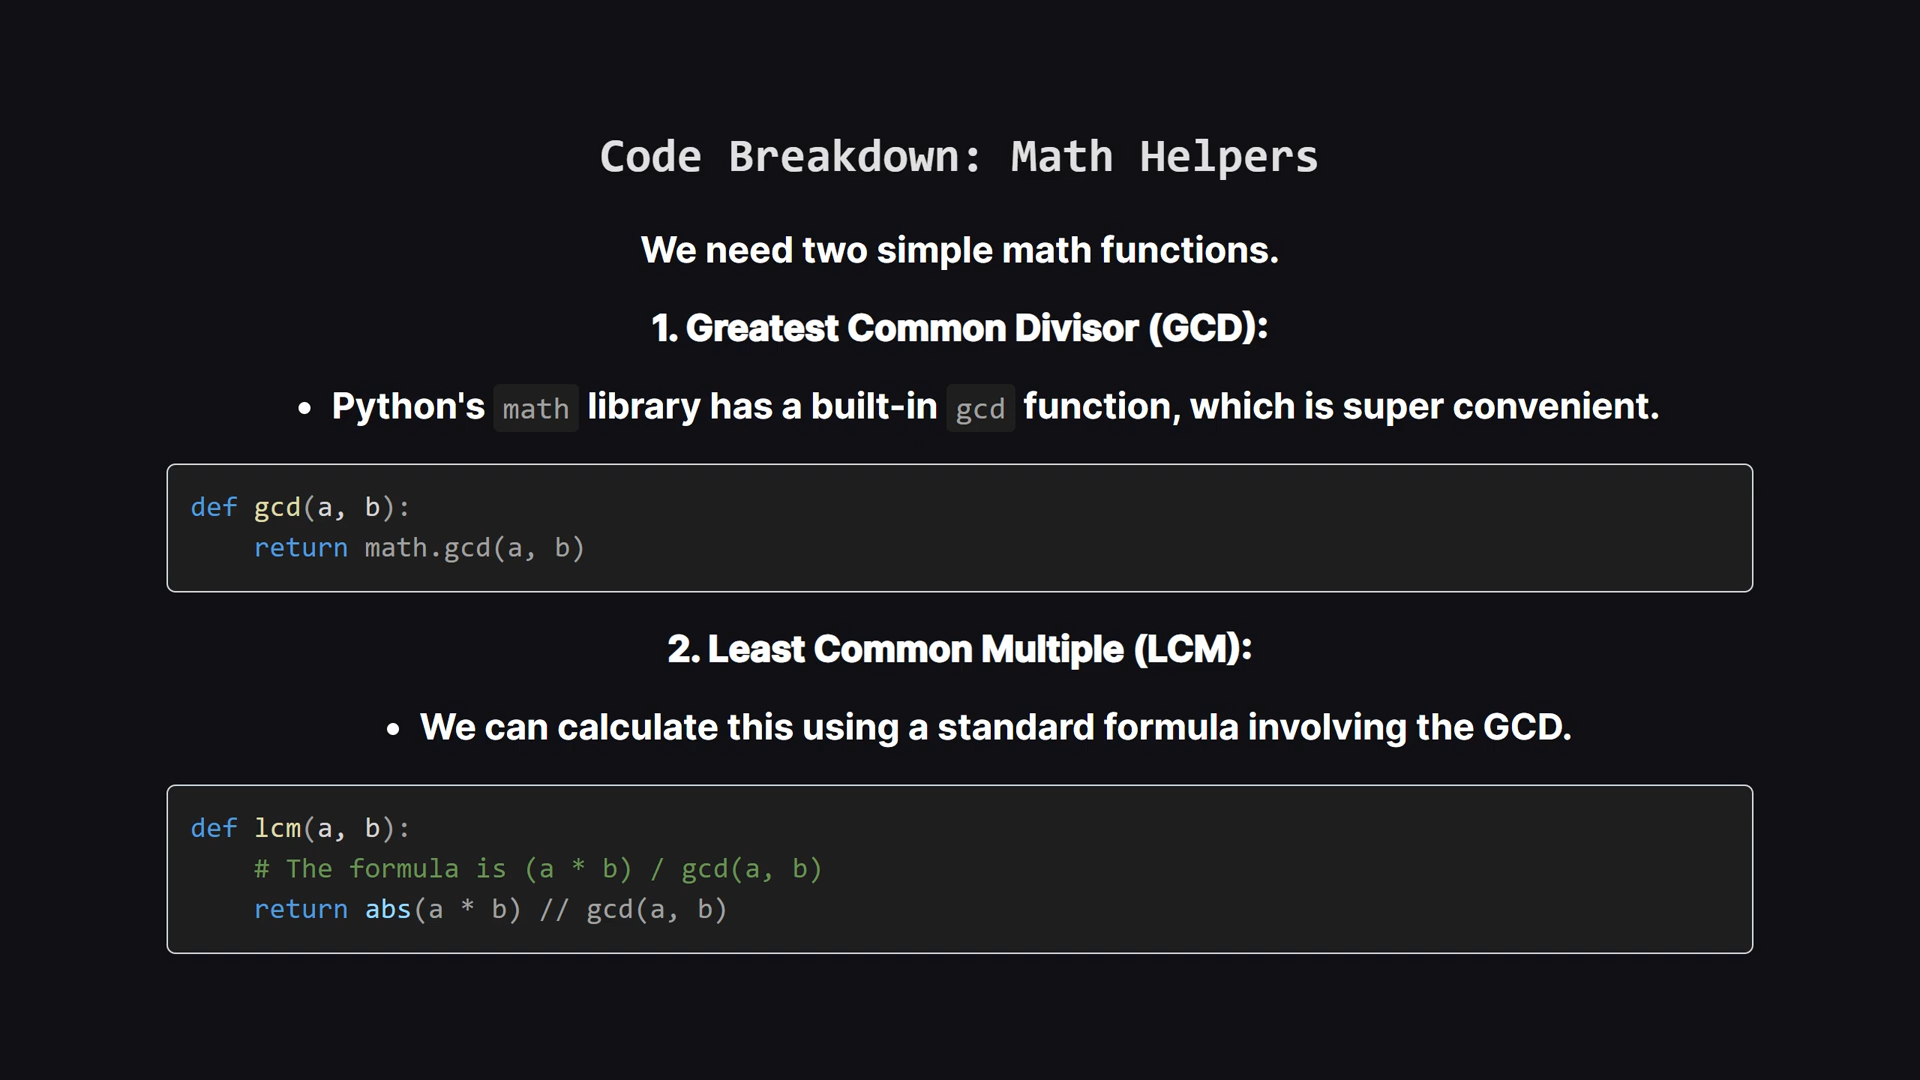 Code Breakdown: Math Helpers
We need two simple math functions.
1. Greatest Common Divisor (GCD):
• Python's math library has a built-in gcd function, which is super convenient.
def gcd(a, b):
    return math.gcd(a, b)
2. Least Common Multiple (LCM):
• We can calculate this using a standard formula involving the GCD.
def lcm(a, b):
    # The formula is (a * b) / gcd(a, b)
    return abs(a * b) // gcd(a, b)